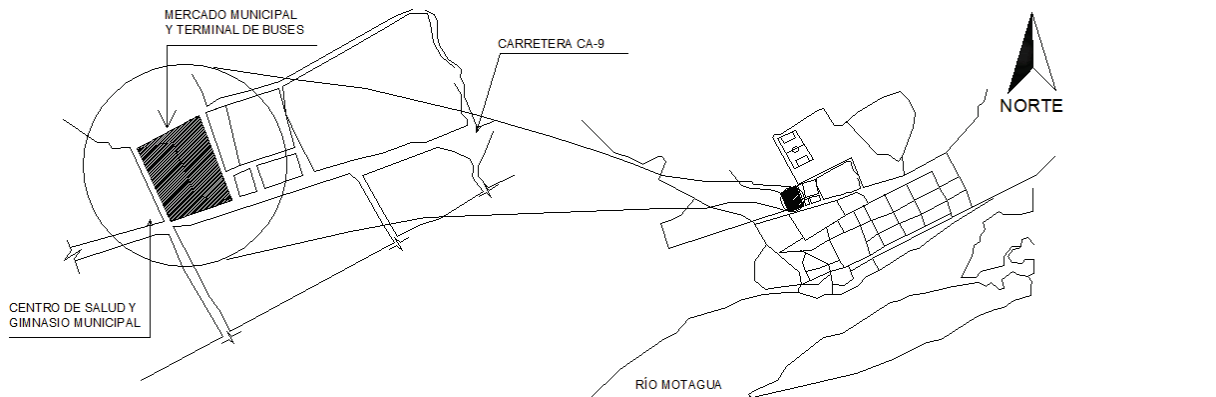 MERCADO MUNICIPAL
Y TERMINAL DE BUSES
CARRETERA CA-9
NORTE
CENTRO DE SALUD Y
GIMNASIO MUNICIPAL
RÍO MOTAGUA